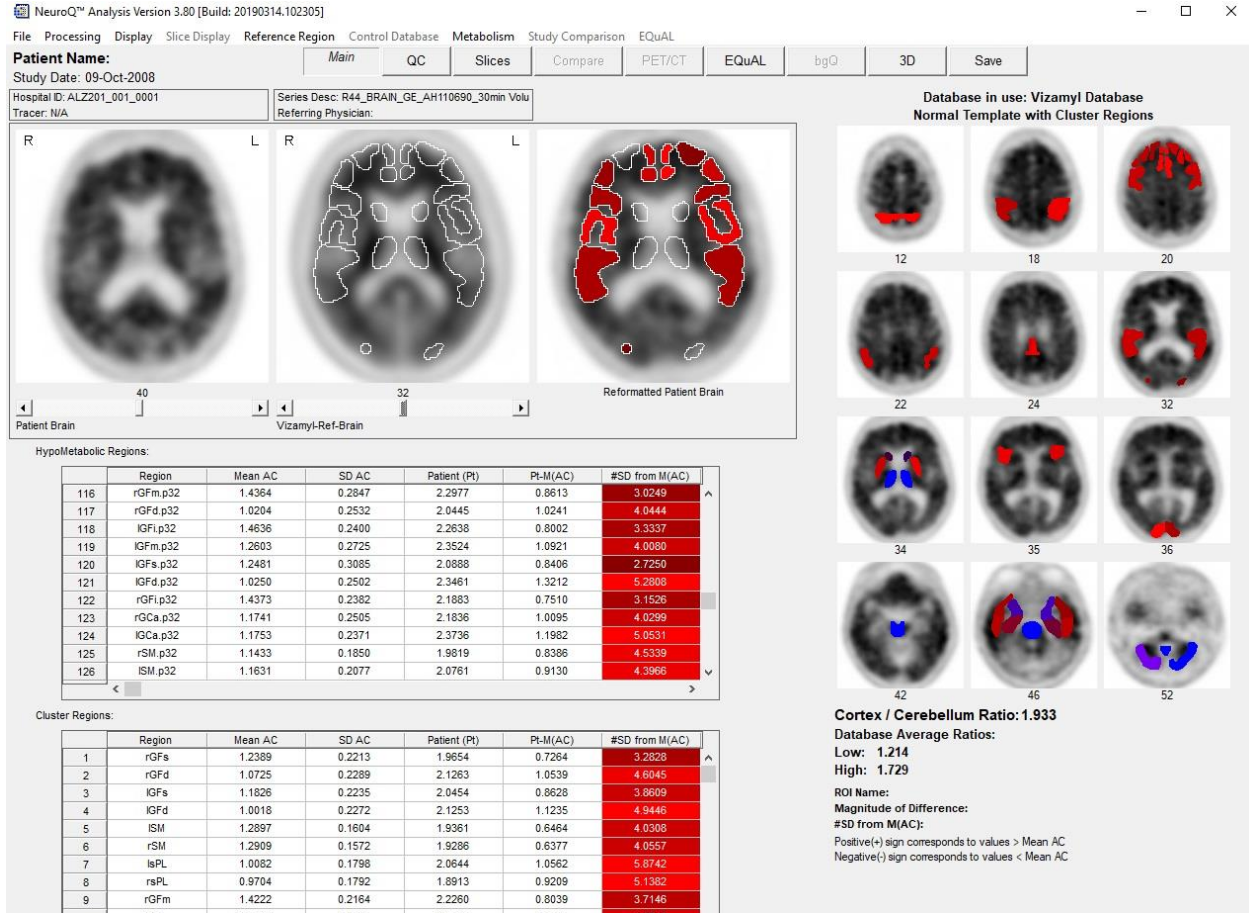 NeuroQ™ Analysis Version 3.80 [Build: 20190314.102305]
File Processing Display Slice Display Reference Region Control Database Metabolism Study Comparison EQuAL
Patient Name:
Study Date: 09-Oct-2008
Main QC Slices Compare PET/CT EQuAL bgQ 3D Save
Hospital ID: ALZ201_001_0001
Tracer: N/A
Series Desc: R44_BRAIN_GE_AH110690_30min Volu
Referring Physician:
R L R L
40 32 Reformatted Patient Brain
Patient Brain Vizamyl-Ref-Brain
Database in use: Vizamyl Database
Normal Template with Cluster Regions
12 18 20
22 24 32
34 35 36
42 46 52
HypoMetabolic Regions:
Region Mean AC SD AC Patient (Pt) Pt-M(AC) #SD from M(AC)
116 rGFm.p32 1.4364 0.2847 2.2977 0.8613 3.0249
117 rGFd.p32 1.0204 0.2532 2.0445 1.0241 4.0444
118 lGFi.p32 1.4636 0.2400 2.2638 0.8002 3.3337
119 lGFm.p32 1.2603 0.2725 2.3524 1.0921 4.0080
120 lGFs.p32 1.2481 0.3085 2.0888 0.8406 2.7250
121 lGFd.p32 1.0250 0.2502 2.3461 1.3212 5.2808
122 rGFi.p32 1.4373 0.2382 2.1883 0.7510 3.1526
123 rGCa.p32 1.1741 0.2505 2.1836 1.0095 4.0299
124 lGCa.p32 1.1753 0.2371 2.3736 1.1982 5.0531
125 rSM.p32 1.1433 0.1850 1.9819 0.8386 4.5339
126 lSM.p32 1.1631 0.2077 2.0761 0.9130 4.3966
Cluster Regions:
Region Mean AC SD AC Patient (Pt) Pt-M(AC) #SD from M(AC)
1 rGFs 1.2389 0.2213 1.9654 0.7264 3.2828
2 rGFd 1.0725 0.2289 2.1263 1.0539 4.6045
3 lGFs 1.1826 0.2235 2.0454 0.8628 3.8609
4 lGFd 1.0018 0.2272 2.1253 1.1235 4.9446
5 lSM 1.2897 0.1604 1.9361 0.6464 4.0308
6 rSM 1.2909 0.1572 1.9286 0.6377 4.0557
7 lsPL 1.0082 0.1798 2.0644 1.0562 5.8742
8 rsPL 0.9704 0.1792 1.8913 0.9209 5.1382
9 rGFm 1.4222 0.2164 2.2260 0.8039 3.7146
Cortex / Cerebellum Ratio: 1.933
Database Average Ratios:
Low: 1.214
High: 1.729
ROI Name:
Magnitude of Difference:
#SD from M(AC):
Positive(+) sign corresponds to values > Mean AC
Negative(-) sign corresponds to values < Mean AC